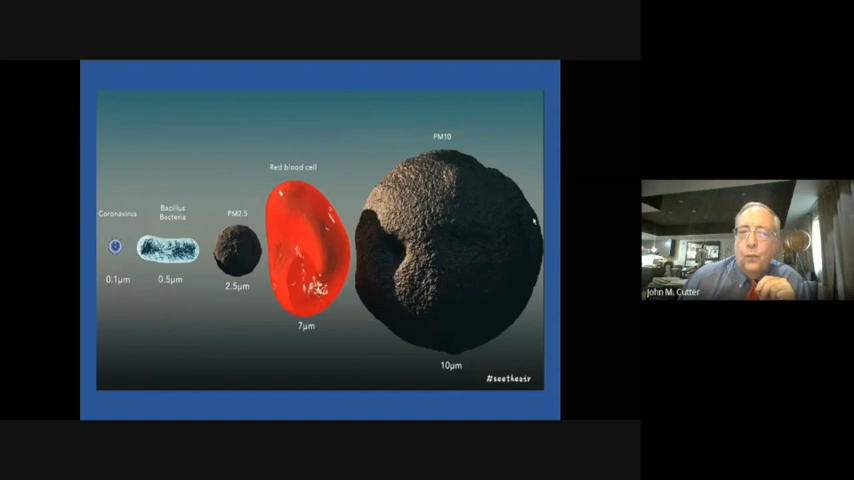 PM10
Red blood cell
Coronavirus
Bacillus
Bacteria
PM2.5
0.1µm
0.5µm
2.5µm
7µm
10µm
#seetheair
John M. Cutter